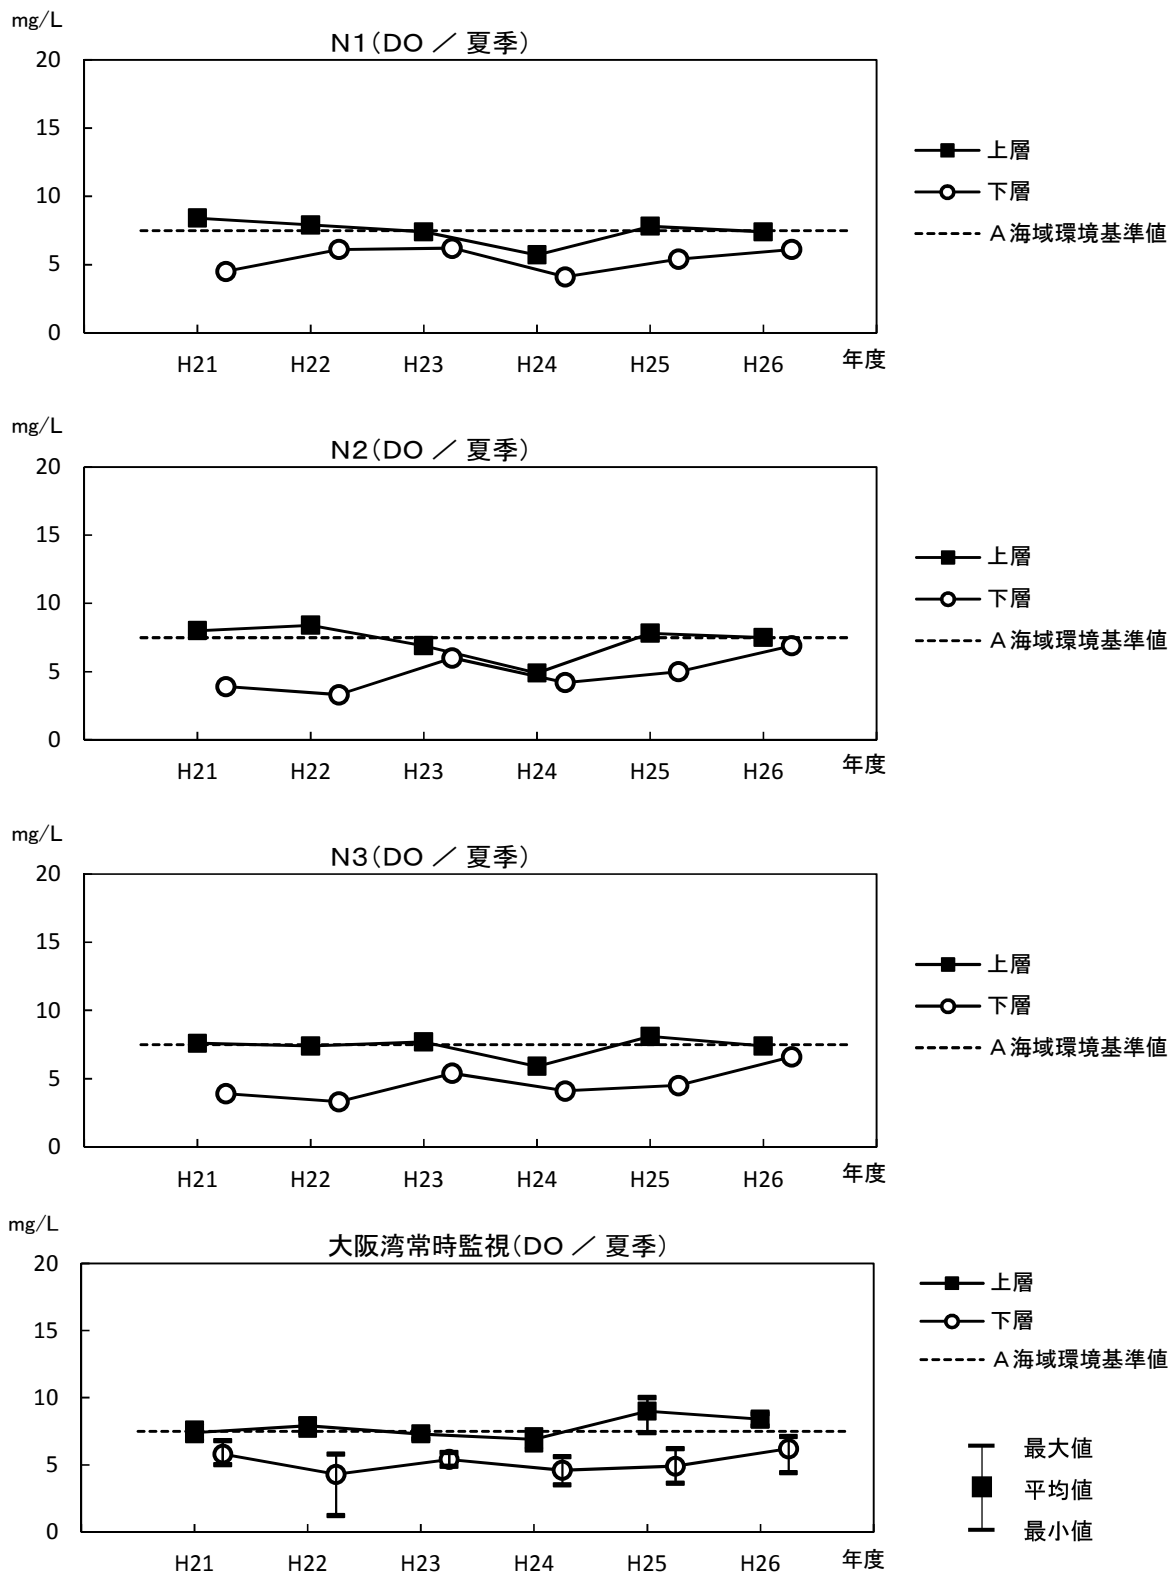 mg/L
N1(DO ／ 夏季)
20
15
10
5
0
H21 H22 H23 H24 H25 H26 年度
上層
下層
A海域環境基準値
mg/L
N2(DO ／ 夏季)
20
15
10
5
0
H21 H22 H23 H24 H25 H26 年度
上層
下層
A海域環境基準値
mg/L
N3(DO ／ 夏季)
20
15
10
5
0
H21 H22 H23 H24 H25 H26 年度
上層
下層
A海域環境基準値
mg/L
大阪湾常時監視(DO ／ 夏季)
20
15
10
5
0
H21 H22 H23 H24 H25 H26 年度
上層
下層
A海域環境基準値
最大値
平均値
最小値